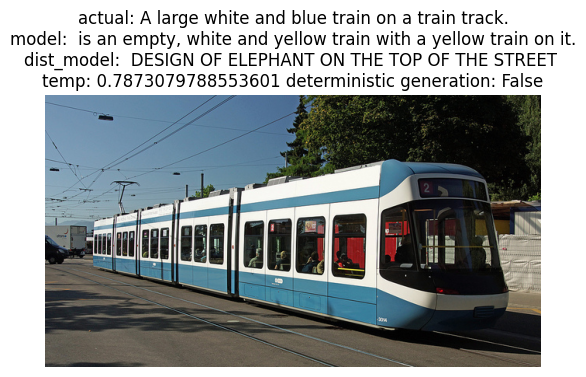 actual: A large white and blue train on a train track.
model:  is an empty, white and yellow train with a yellow train on it.
dist_model:  DESIGN OF ELEPHANT ON THE TOP OF THE STREET
temp: 0.7873079788553601 deterministic generation: False
2